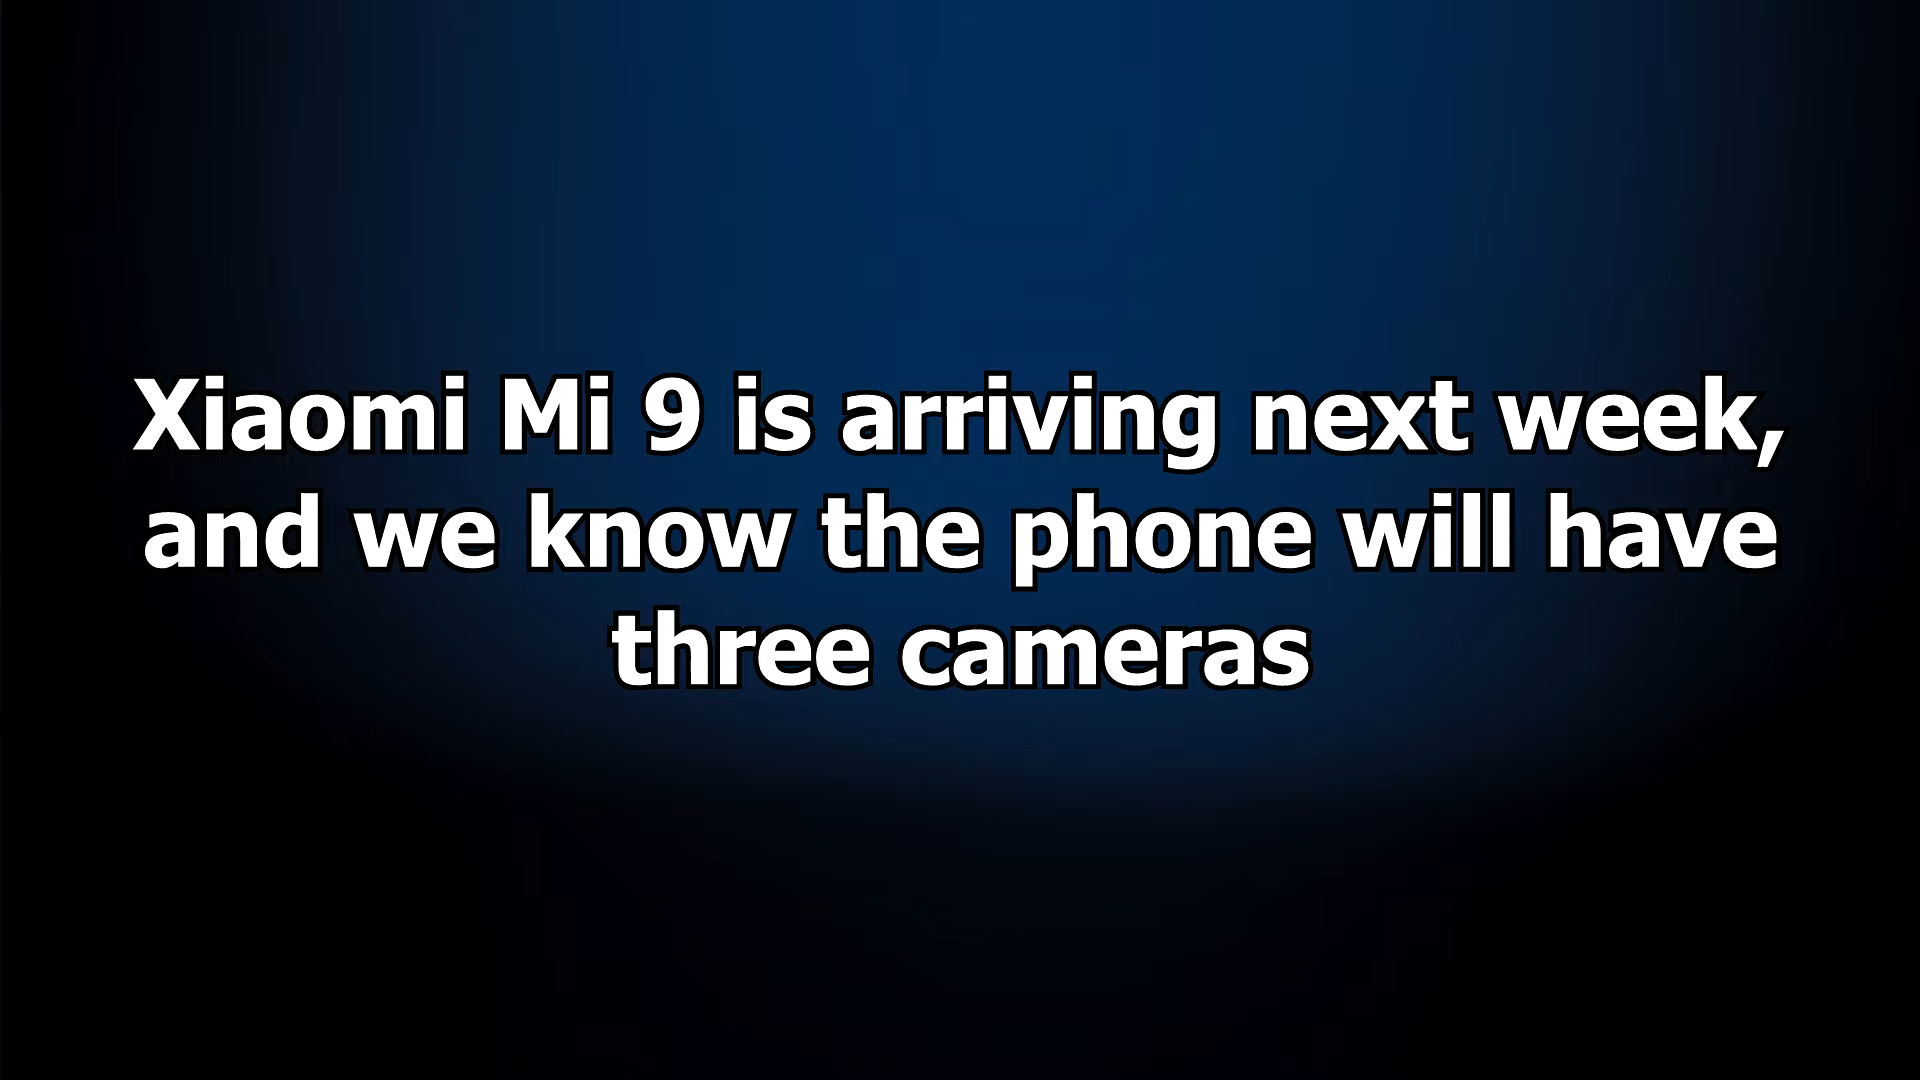 Xiaomi Mi 9 is arriving next week,
and we know the phone will have
three cameras